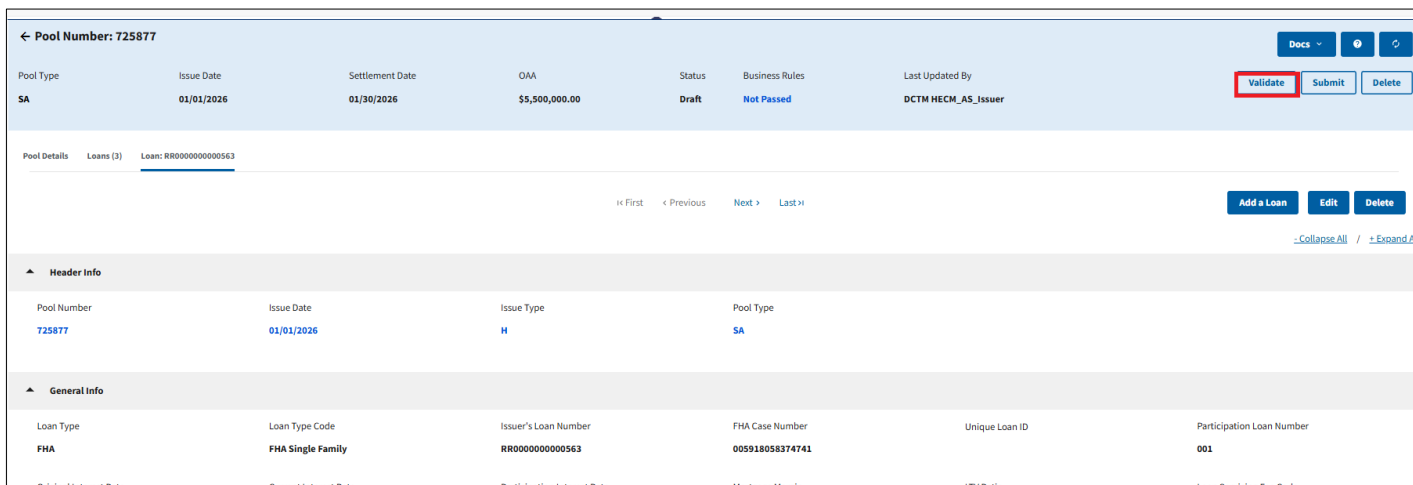 ← Pool Number: 725877
Docs
Pool Type Issue Date Settlement Date OAA Status Business Rules Last Updated By
Validate Submit Delete
SA 01/01/2026 01/30/2026 $5,500,000.00 Draft Not Passed DCTM HECM_AS_Issuer
Pool Details Loans (3) Loan: RR0000000000563
First Previous Next Last
Add a Loan Edit Delete
- Collapse All / + Expand
Header Info
Pool Number Issue Date Issue Type Pool Type
725877 01/01/2026 H SA
General Info
Loan Type Loan Type Code Issuer's Loan Number FHA Case Number Unique Loan ID Participation Loan Number
FHA FHA Single Family RR0000000000563 005918058374741 001